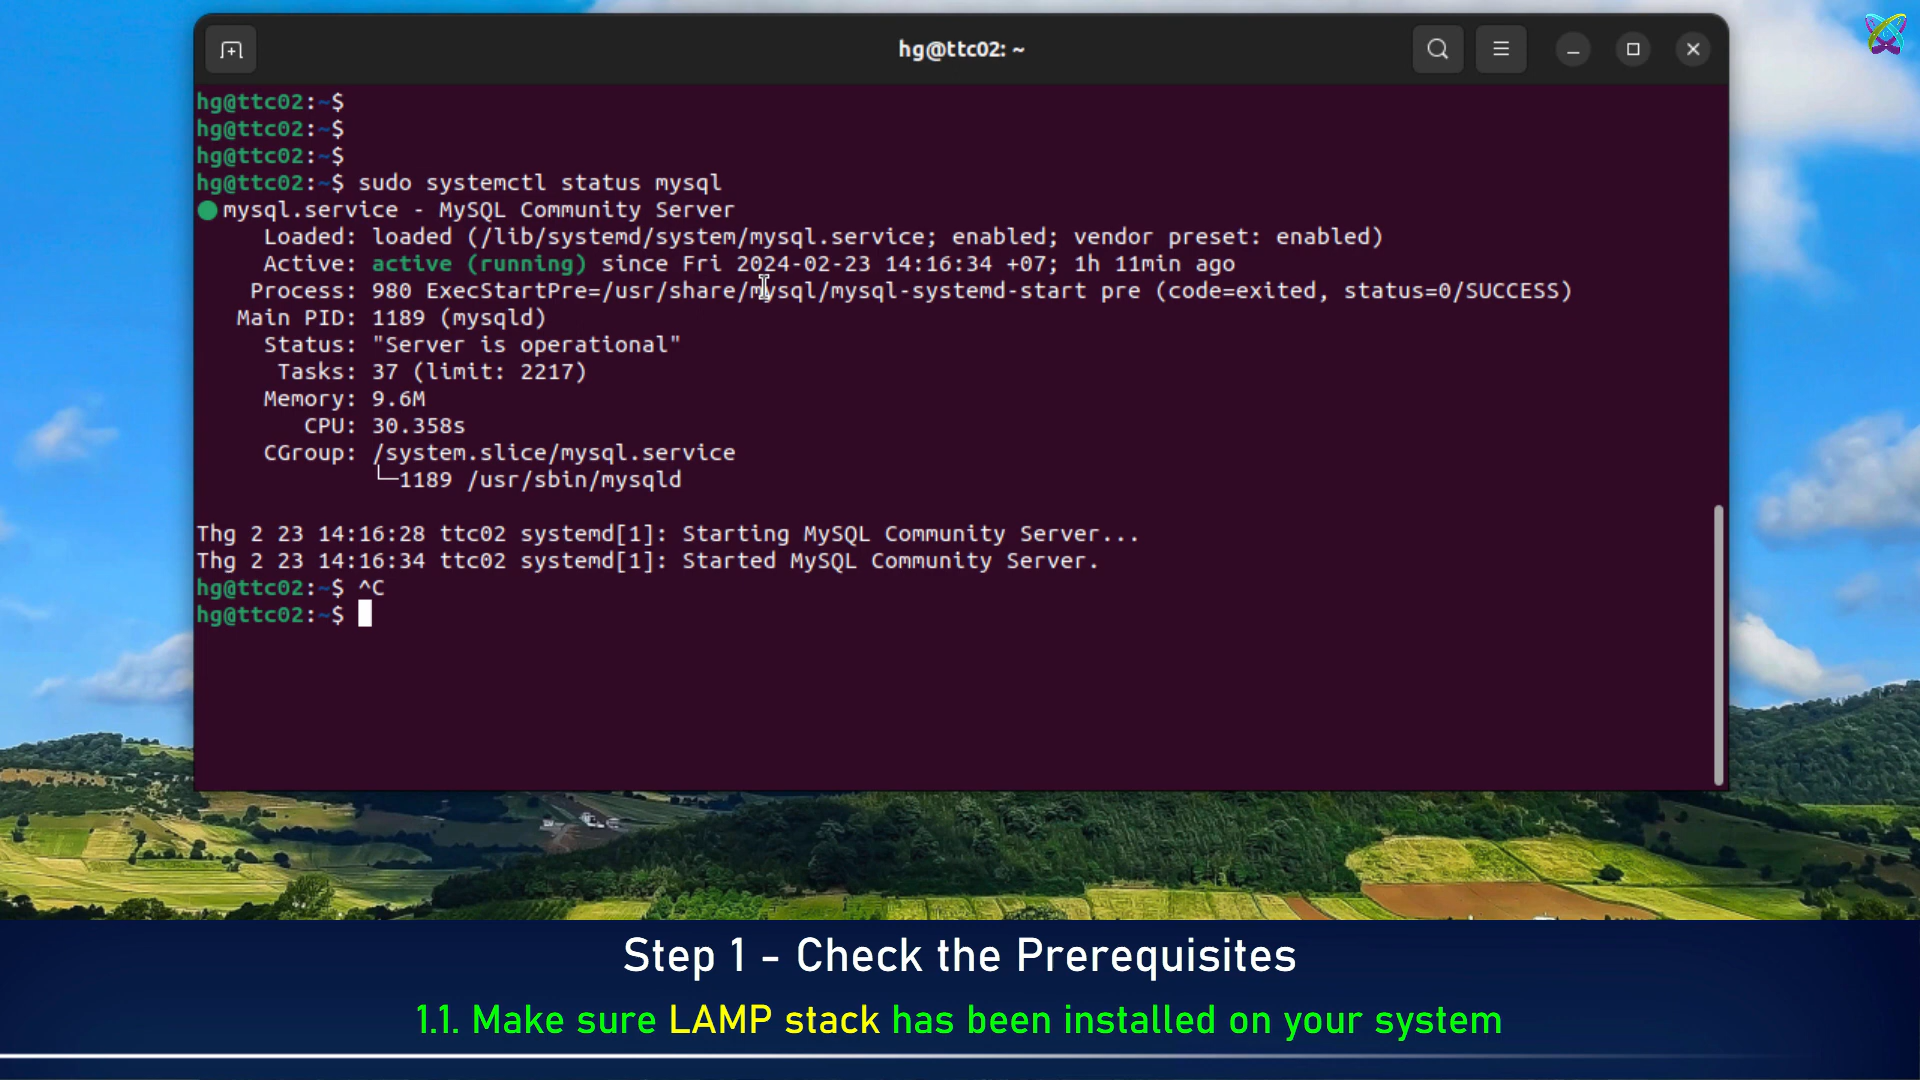 hg@ttc02: ~
hg@ttc02:~$
hg@ttc02:~$
hg@ttc02:~$
hg@ttc02:~$ sudo systemctl status mysql
● mysql.service - MySQL Community Server
Loaded: loaded (/lib/systemd/system/mysql.service; enabled; vendor preset: enabled)
Active: active (running) since Fri 2024-02-23 14:16:34 +07; 1h 11min ago
Process: 980 ExecStartPre=/usr/share/mysql/mysql-systemd-start pre (code=exited, status=0/SUCCESS)
Main PID: 1189 (mysqld)
Status: "Server is operational"
Tasks: 37 (limit: 2217)
Memory: 9.6M
CPU: 30.358s
CGroup: /system.slice/mysql.service
└─1189 /usr/sbin/mysqld
Thg 2 23 14:16:28 ttc02 systemd[1]: Starting MySQL Community Server...
Thg 2 23 14:16:34 ttc02 systemd[1]: Started MySQL Community Server.
hg@ttc02:~$ ^C
hg@ttc02:~$
Step 1 - Check the Prerequisites
1.1. Make sure LAMP stack has been installed on your system